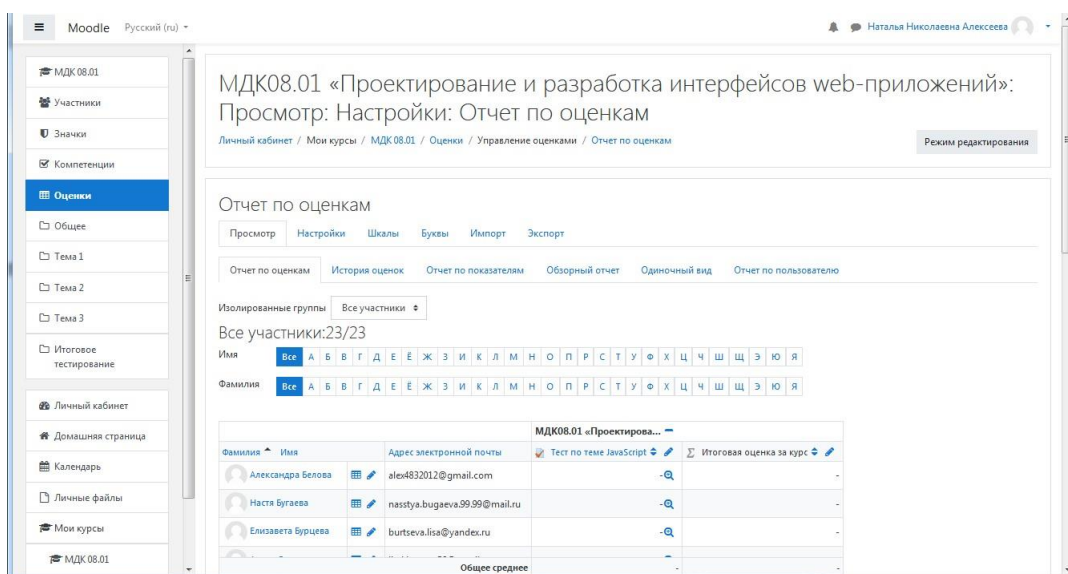 Moodle Русский (ru)
Наталья Николаевна Алексеева
МДК 08.01
Участники
Значки
Компетенции
Оценки
Общее
Тема 1
Тема 2
Тема 3
Итоговое
тестирование
Личный кабинет
Домашняя страница
Календарь
Личные файлы
Мои курсы
МДК 08.01
МДК08.01 «Проектирование и разработка интерфейсов web-приложений»:
Просмотр: Настройки: Отчет по оценкам
Личный кабинет / Мои курсы / МДК 08.01 / Оценки / Управление оценками / Отчет по оценкам
Режим редактирования
Отчет по оценкам
Просмотр Настройки Шкалы Буквы Импорт Экспорт
Отчет по оценкам История оценок Отчет по показателям Обзорный отчет Одиночный вид Отчет по пользователю
Изолированные группы Все участники
Все участники:23/23
Имя Все А Б В Г Д Е Ё Ж З И К Л М Н О П Р С Т У Ф Х Ц Ч Ш Щ Э Ю Я
Фамилия Все А Б В Г Д Е Ё Ж З И К Л М Н О П Р С Т У Ф Х Ц Ч Ш Щ Э Ю Я
МДК08.01 «Проектирова...
Фамилия Имя Адрес электронной почты Тест по теме JavaScript Σ Итоговая оценка за курс
Александра Белова alex4832012@gmail.com - -
Настя Бугаева nasstya.bugaeva.99.99@mail.ru - -
Елизавета Бурцева burtseva.lisa@yandex.ru - -
Общее среднее - -